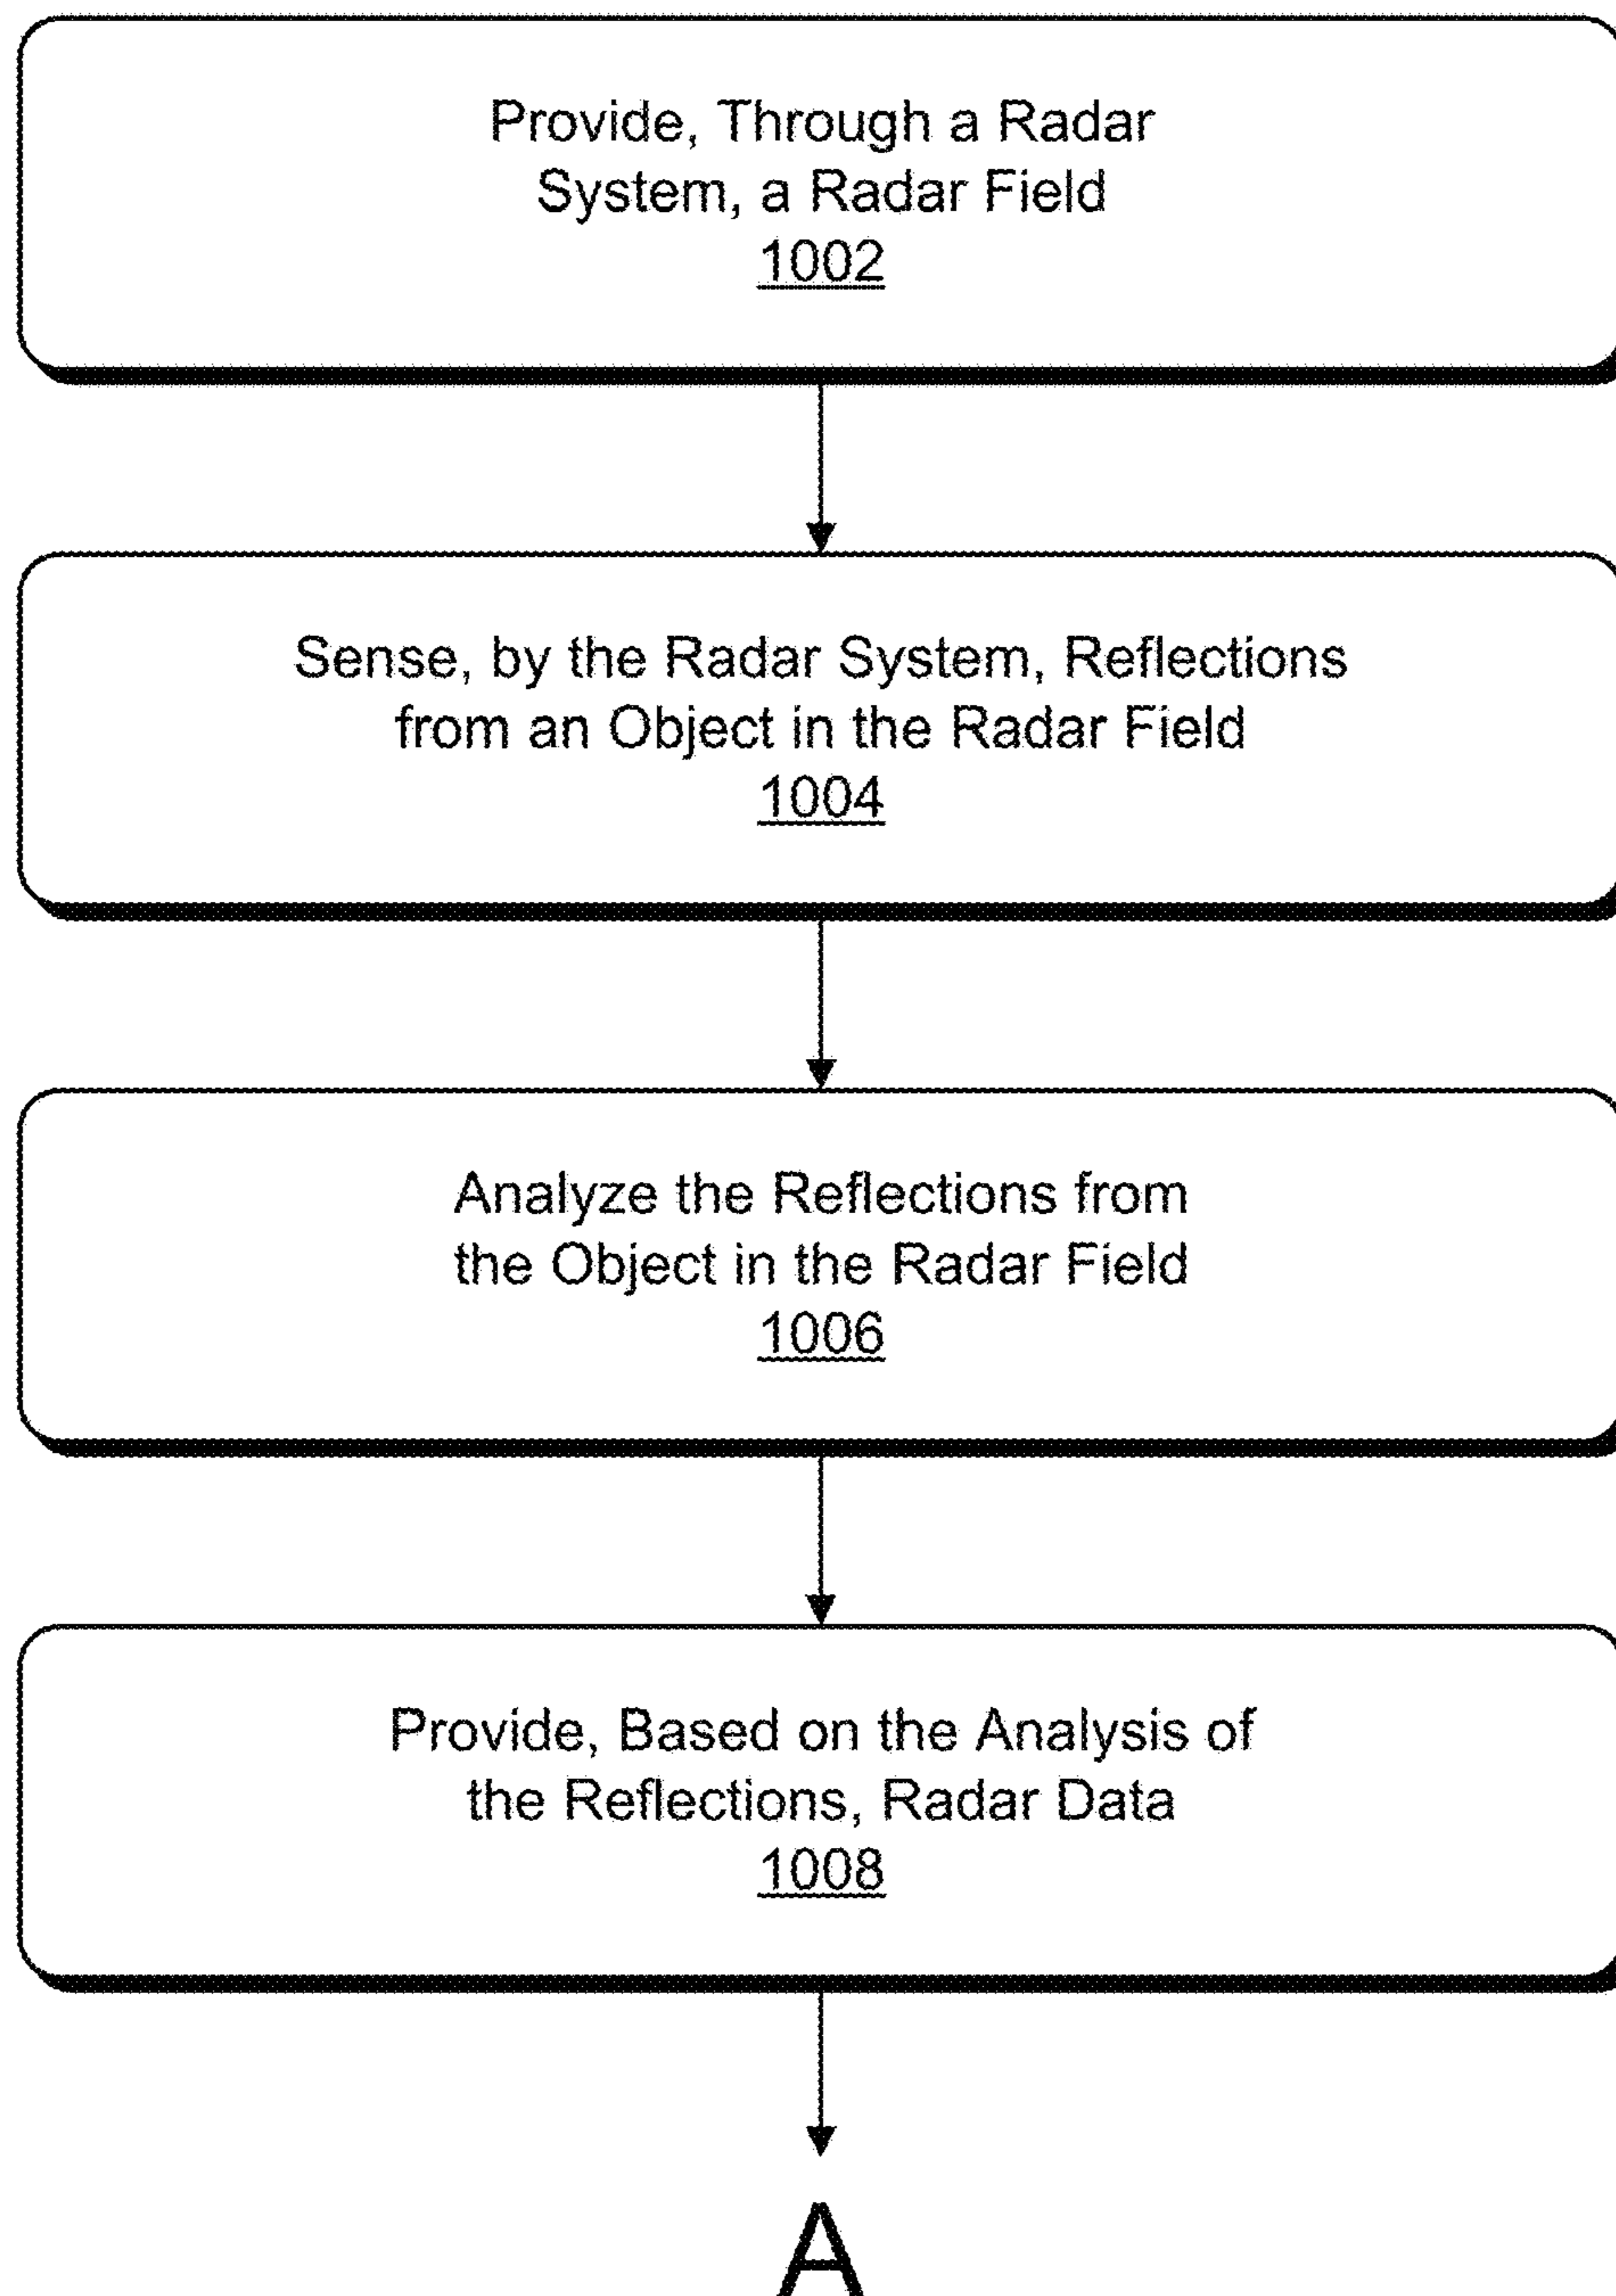 Provide, Through a Radar
System, a Radar Field
1002
Sense, by the Radar System, Reflections
from an Object in the Radar Field
1004
Analyze the Reflections from
the Object in the Radar Field
1006
Provide, Based on the Analysis of
the Reflections, Radar Data
1008
A